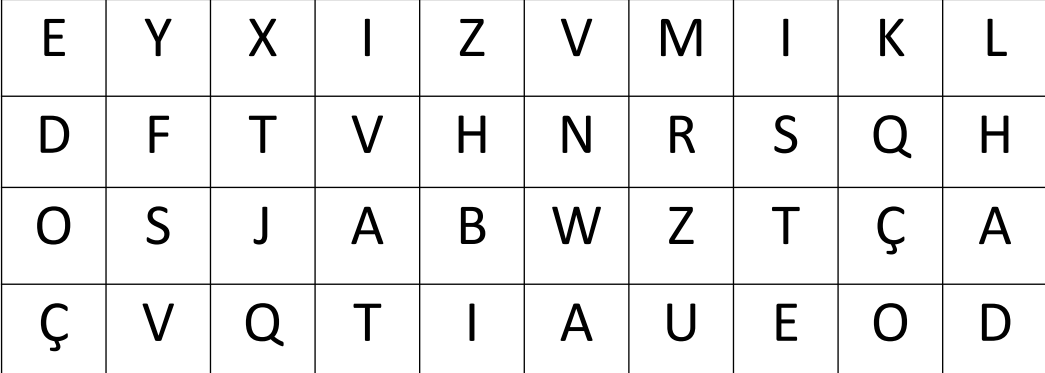 E Y X I Z V M I K L
D F T V H N R S Q H
O S J A B W Z T Ç A
Ç V Q T I A U E O D